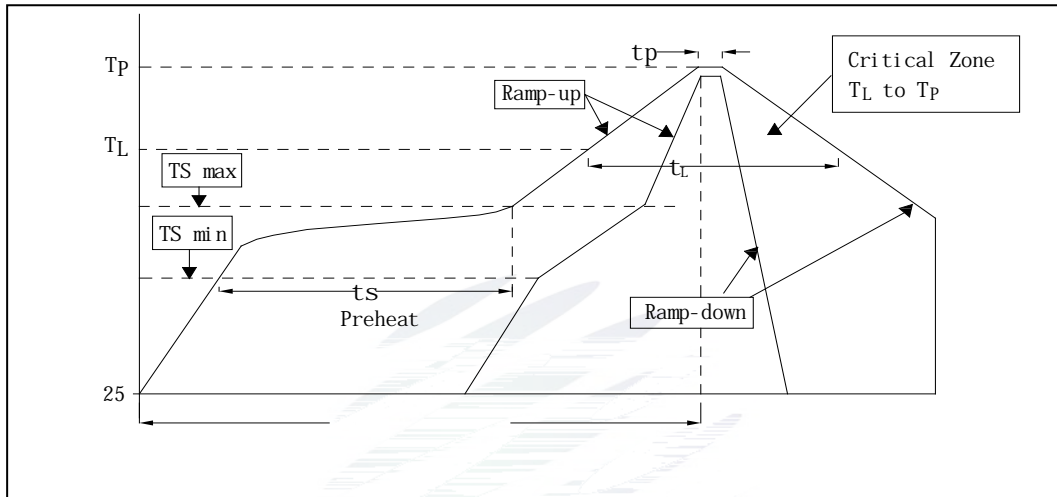 tp
TP
Critical Zone
TL to TP
Ramp-up
TL
tL
TS max
TS min
ts
Preheat
Ramp-down
25